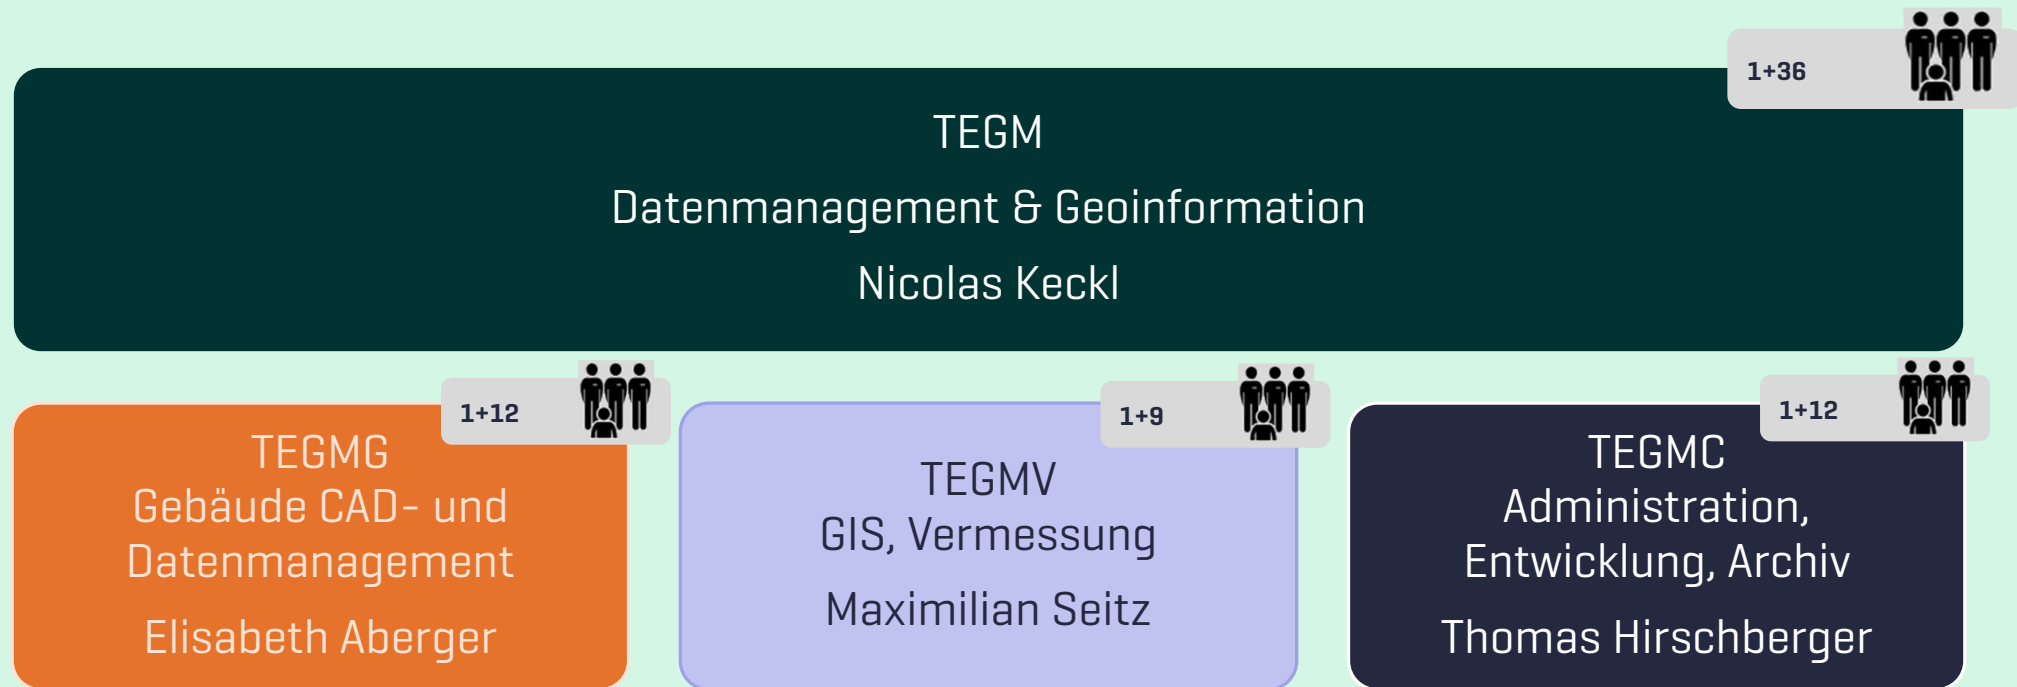 1+36
TEGM
Datenmanagement & Geoinformation
Nicolas Keckl
1+12
TEGMG
Gebäude CAD- und
Datenmanagement
Elisabeth Aberger
1+9
TEGMV
GIS, Vermessung
Maximilian Seitz
1+12
TEGMC
Administration,
Entwicklung, Archiv
Thomas Hirschberger